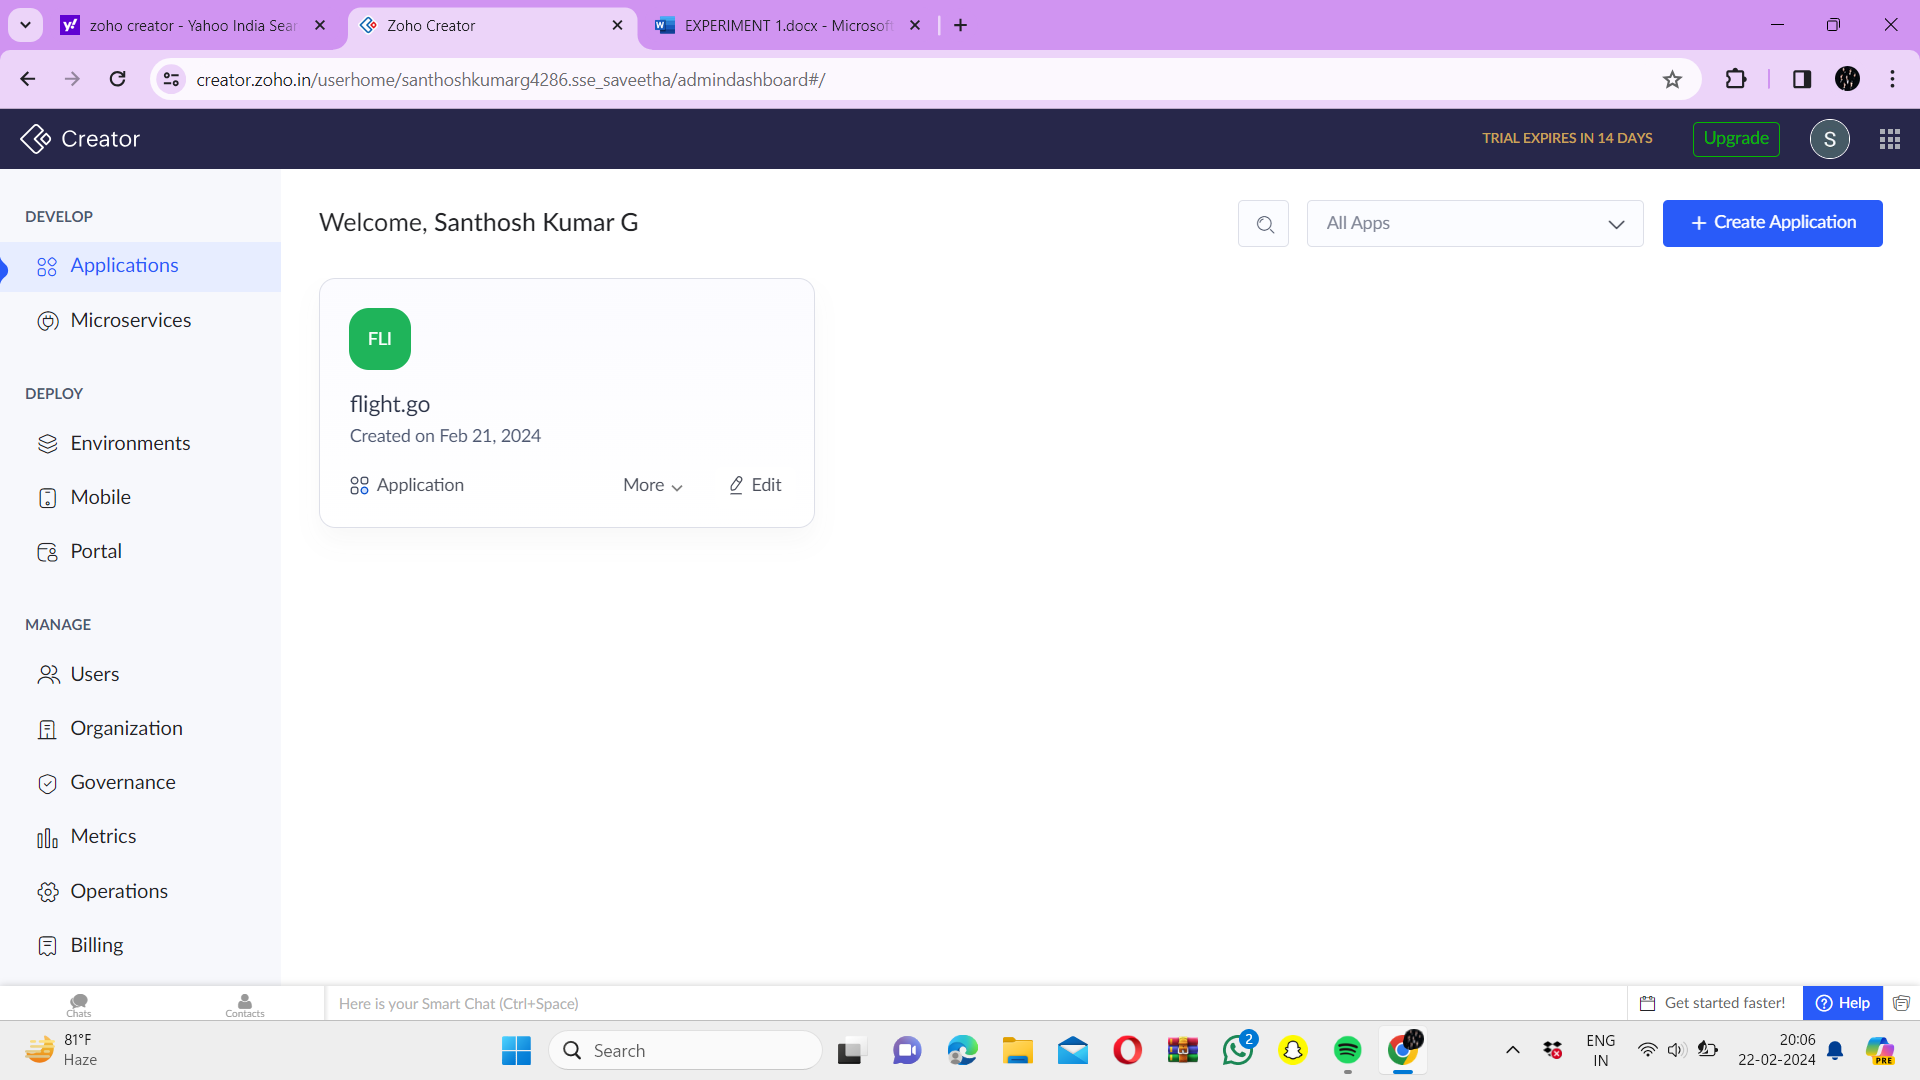 zoho creator - Yahoo India Sear
Zoho Creator
EXPERIMENT 1.docx - Microsoft
creator.zoho.in/userhome/santhoshkumarg4286.sse_saveetha/admindashboard#/
Creator
TRIAL EXPIRES IN 14 DAYS
Upgrade
S
DEVELOP
Applications
Microservices
DEPLOY
Environments
Mobile
Portal
MANAGE
Users
Organization
Governance
Metrics
Operations
Billing
Welcome, Santhosh Kumar G
All Apps
+ Create Application
FLI
flight.go
Created on Feb 21, 2024
Application
More
Edit
Chats
Contacts
Here is your Smart Chat (Ctrl+Space)
Get started faster!
Help
81°F
Haze
Search
2
ENG
IN
20:06
22-02-2024
PRE